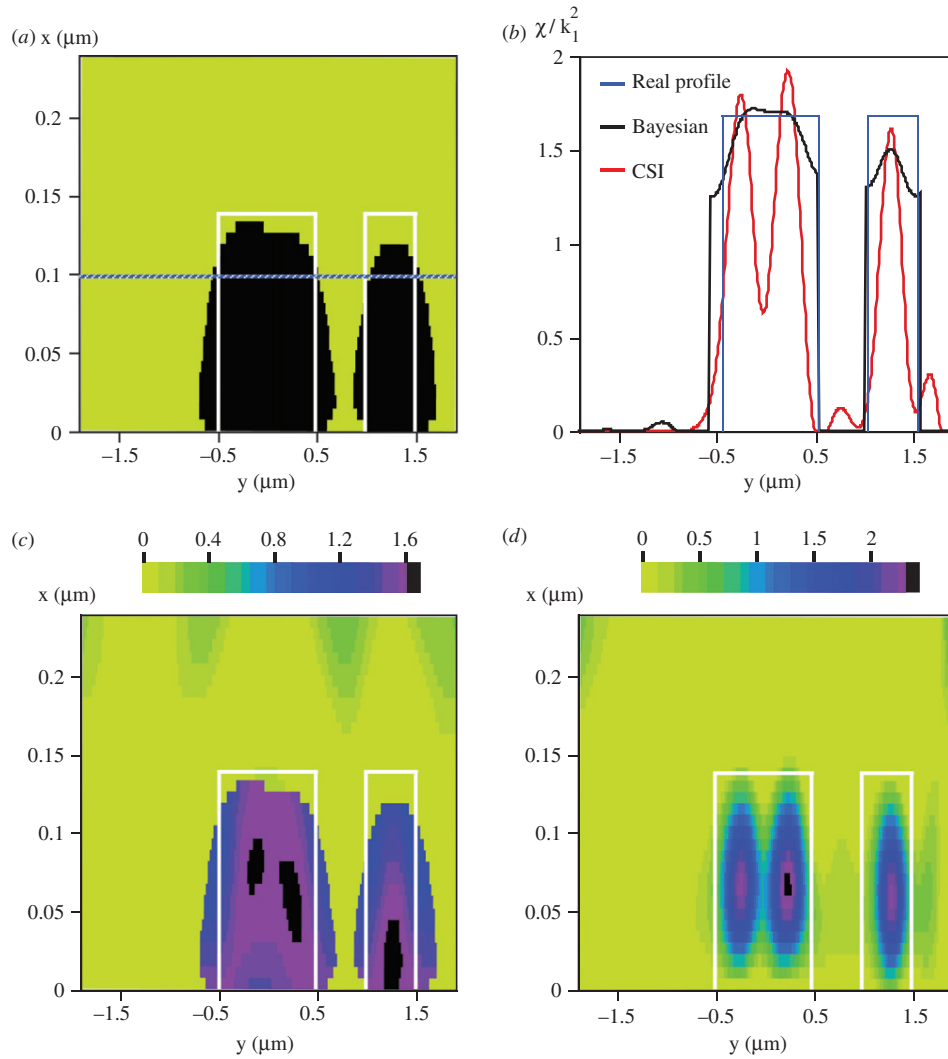 (a) x (μm)
0.2
0.15
0.1
0.05
0
−1.5 −0.5 0.5 1.5
y (μm)
(b) χ/k₁²
2
1.5
1
0.5
0
Real profile
Bayesian
CSI
−0.5 0.5 1.5
y (μm)
(c)
0 0.4 0.8 1.2 1.6
x (μm)
0.2
0.15
0.1
0.05
0
−1.5 −0.5 0.5 1.5
y (μm)
(d)
0 0.5 1 1.5 2
x (μm)
0.2
0.15
0.1
0.05
0
−1.5 −0.5 0.5 1.5
y (μm)